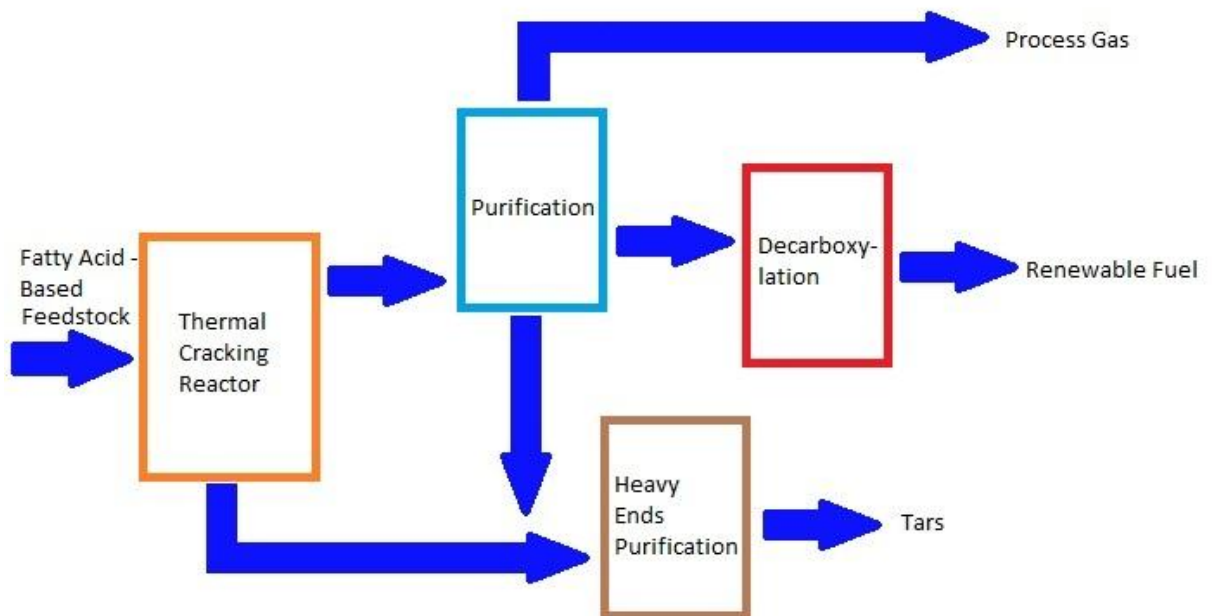 Process Gas
Purification
Decarboxy-
lation
Renewable Fuel
Fatty Acid -
Based
Feedstock
Thermal
Cracking
Reactor
Heavy
Ends
Purification
Tars